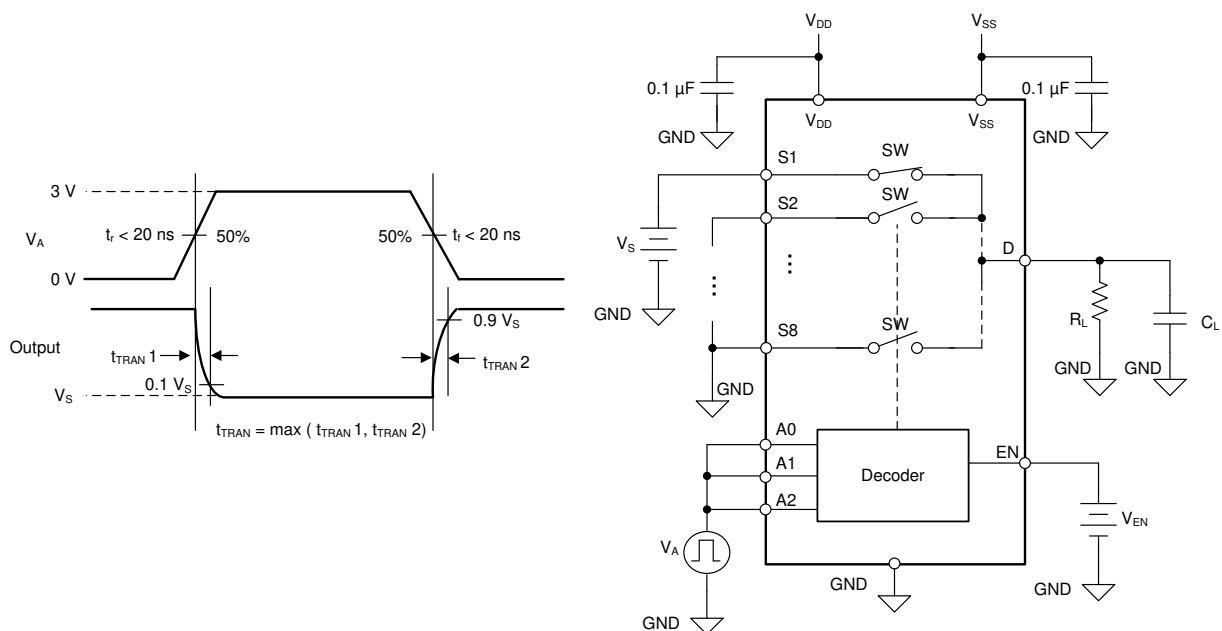 3 V
V_A
t_r < 20 ns
50%
50%
t_f < 20 ns
0 V
Output
t_TRAN 1
0.1 V_S
0.9 V_S
t_TRAN 2
V_S
t_TRAN = max ( t_TRAN 1, t_TRAN 2)
V_DD
V_SS
0.1 µF
0.1 µF
V_DD
V_SS
GND
GND
S1
SW
S2
SW
V_S
...
...
GND
D
R_L
C_L
S8
SW
GND
GND
GND
A0
A1
A2
Decoder
EN
V_A
V_EN
GND
GND
GND